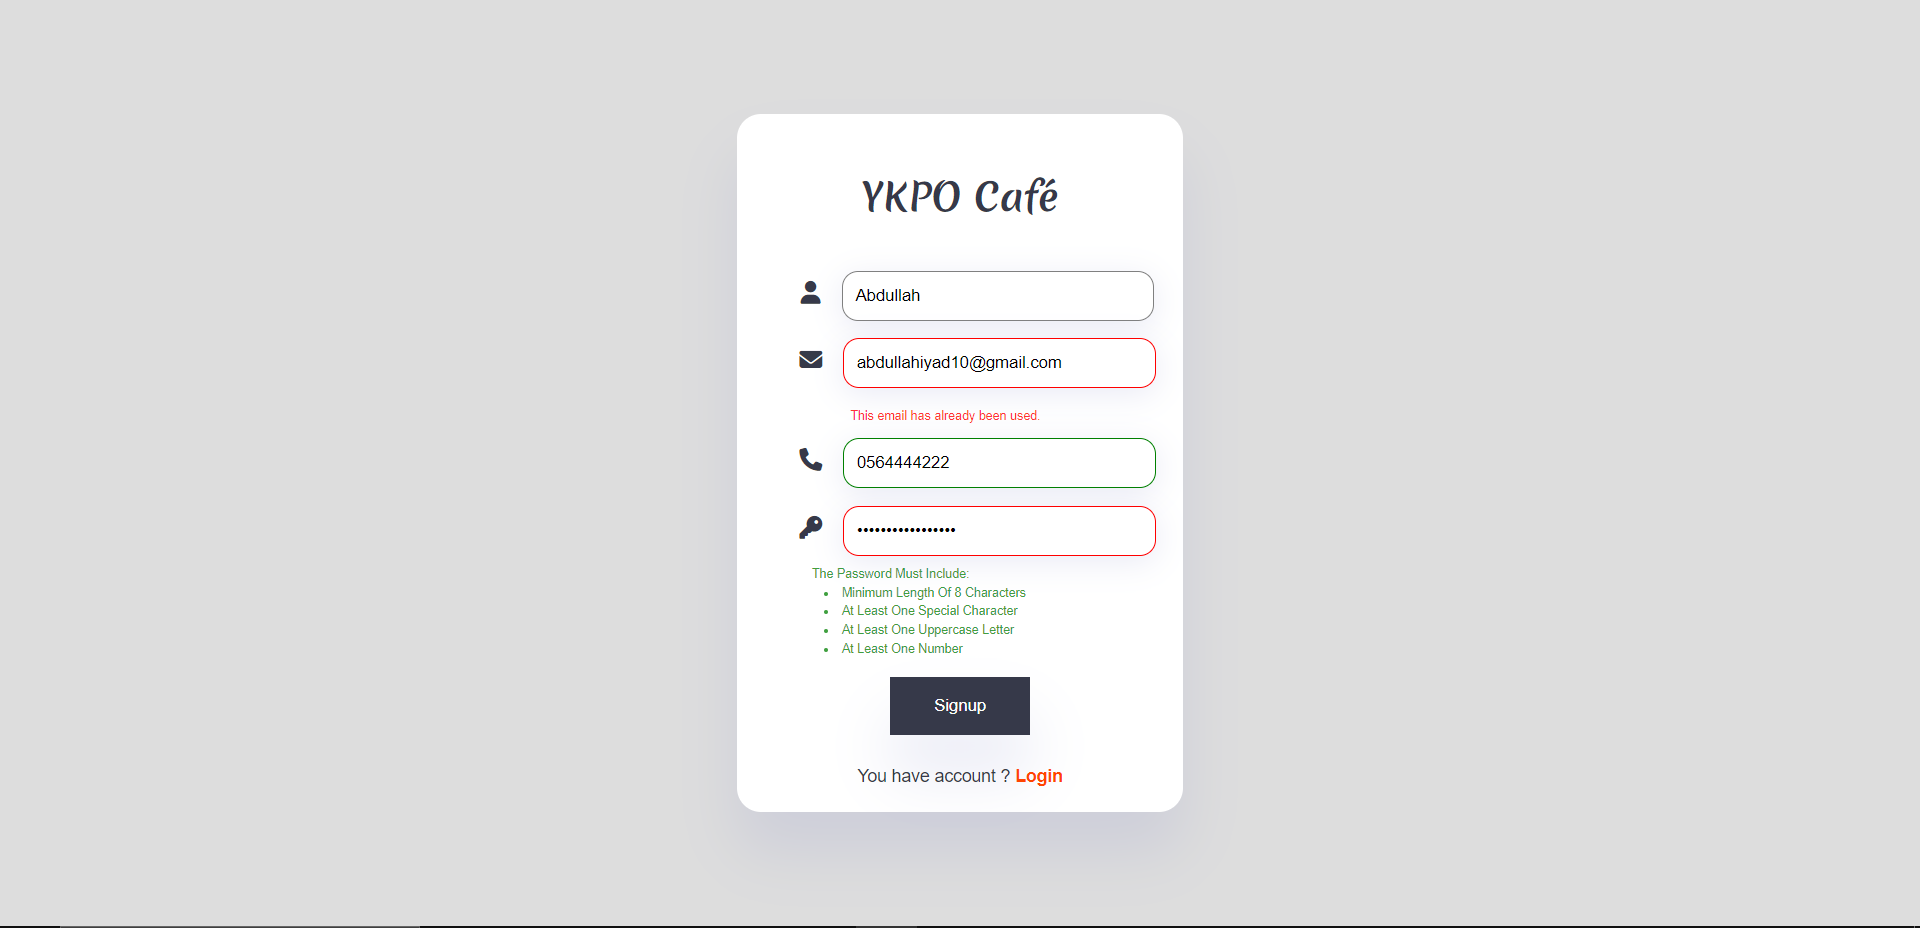 YKPO Café
Abdullah
abdullahiyad10@gmail.com
This email has already been used.
0564444222
•••••••••••••••••
The Password Must Include:
• Minimum Length Of 8 Characters
• At Least One Special Character
• At Least One Uppercase Letter
• At Least One Number
Signup
You have account ? Login